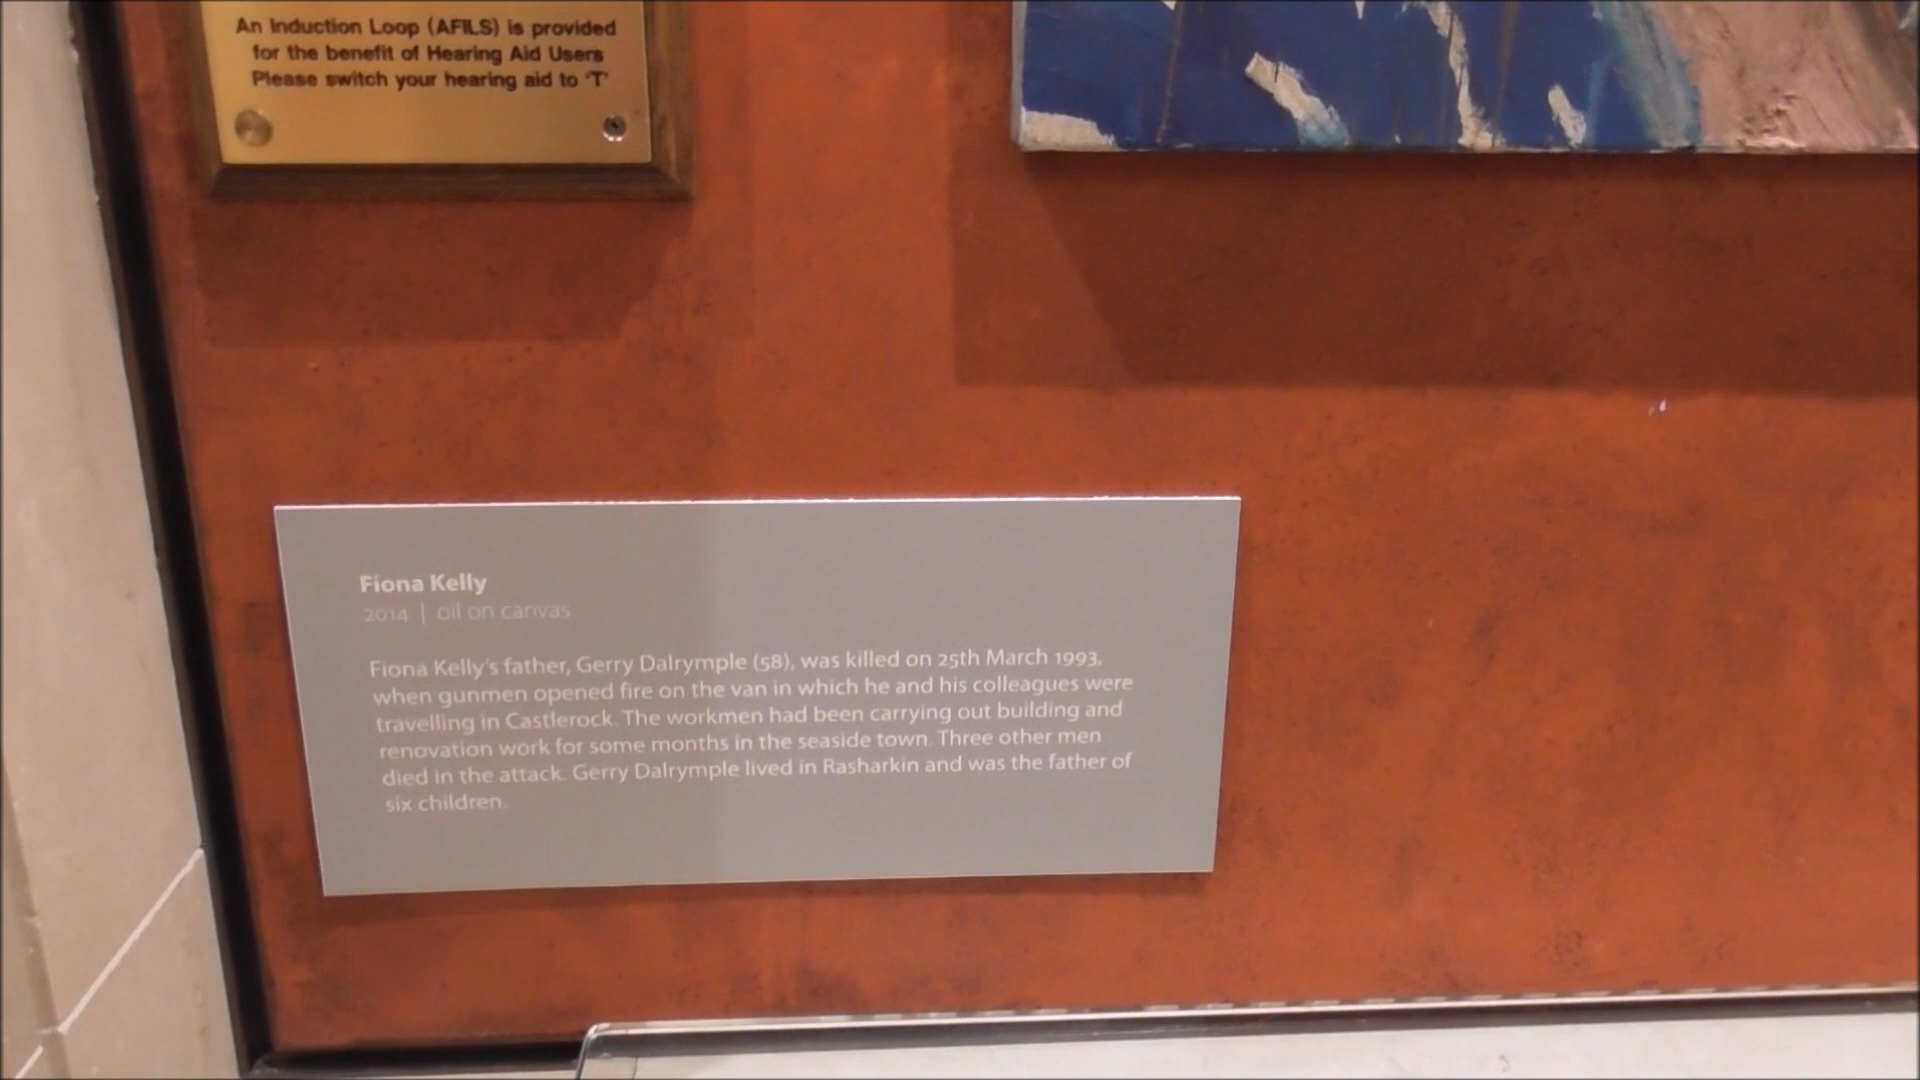 An Induction Loop (AFILS) is provided
for the benefit of Hearing Aid Users
Please switch your hearing aid to 'T'
Fiona Kelly
2014 | oil on canvas
Fiona Kelly's father, Gerry Dalrymple (58), was killed on 25th March 1993,
when gunmen opened fire on the van in which he and his colleagues were
travelling in Castlerock. The workmen had been carrying out building and
renovation work for some months in the seaside town. Three other men
died in the attack. Gerry Dalrymple lived in Rasharkin and was the father of
six children.